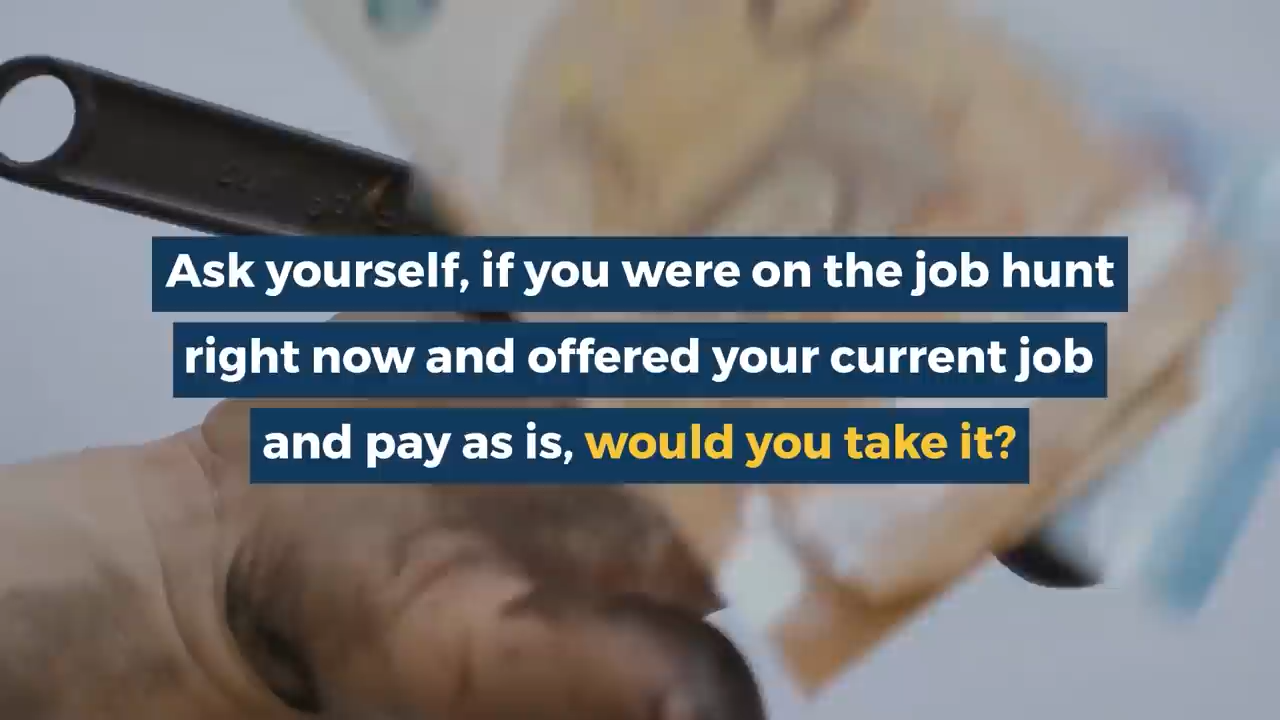 Ask yourself, if you were on the job hunt
right now and offered your current job
and pay as is, would you take it?